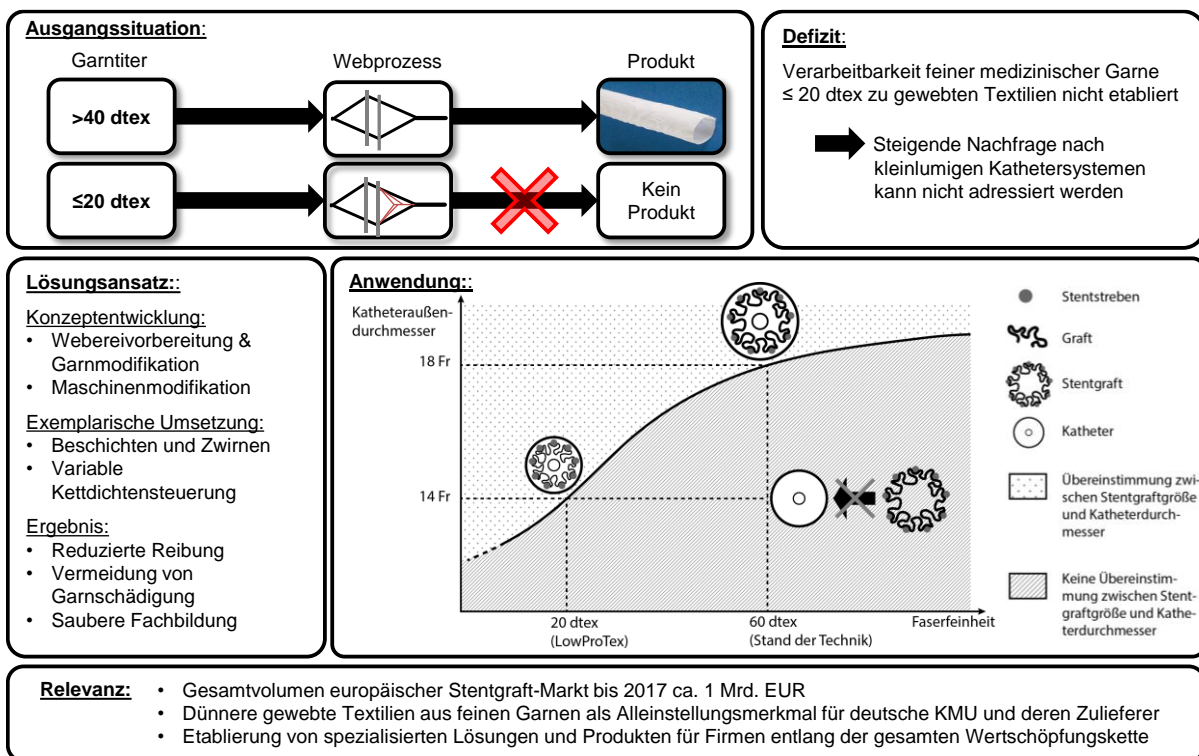 Ausgangssituation:
Garntiter
Webprozess
Produkt
>40 dtex
≤20 dtex
Kein
Produkt
Defizit:
Verarbeitbarkeit feiner medizinischer Garne
≤ 20 dtex zu gewebten Textilien nicht etabliert
Steigende Nachfrage nach
kleinlumigen Kathetersystemen
kann nicht adressiert werden
Lösungsansatz::
Konzeptentwicklung:
• Webereivorbereitung &
Garnmodifikation
• Maschinenmodifikation
Exemplarische Umsetzung:
• Beschichten und Zwirnen
• Variable
Kettdichtensteuerung
Ergebnis:
• Reduzierte Reibung
• Vermeidung von
Garnschädigung
• Saubere Fachbildung
Anwendung::
Katheteraußen-
durchmesser
18 Fr
14 Fr
20 dtex
(LowProTex)
60 dtex
(Stand der Technik)
Faserfeinheit
Stentstreben
Graft
Stentgraft
Katheter
Übereinstimmung zwi-
schen Stentgraftgröße
und Katheterdurch-
messer
Keine Übereinstim-
mung zwischen Stent-
graftgröße und Kathe-
terdurchmesser
Relevanz:
• Gesamtvolumen europäischer Stentgraft-Markt bis 2017 ca. 1 Mrd. EUR
• Dünnere gewebte Textilien aus feinen Garnen als Alleinstellungsmerkmal für deutsche KMU und deren Zulieferer
• Etablierung von spezialisierten Lösungen und Produkten für Firmen entlang der gesamten Wertschöpfungskette